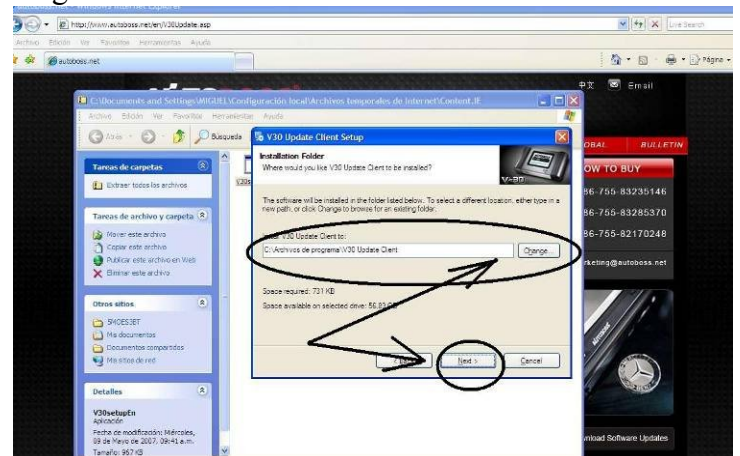 http://www.autoboss.net/en/V30Update.asp
Live Search
Archivo Edición Ver Favoritos Herramientas Ayuda
autoboss.net
Página
中文 Email
C:\Documents and Settings\MIGUEL\Configuración local\Archivos temporales de Internet\Content.IE
Archivo Edición Ver Favoritos Herramientas Ayuda
Atrás
Búsqueda
V30 Update Client Setup
Installation Folder
Where would you like V30 Update Client to be installed?
V-30
BULLETIN
OW TO BUY
86-755-83235146
86-755-83285370
86-755-82170248
rketing@autoboss.net
Tareas de carpetas
Extraer todos los archivos
Tareas de archivo y carpeta
Mover este archivo
Copiar este archivo
Publicar este archivo en Web
Eliminar este archivo
The software will be installed in the folder listed below. To select a different location, either type in a
new path, or click Change to browse for an existing folder.
V30 Update Client to:
C:\Archivos de programa\V30 Update Client
Change...
Space required: 731 KB
Space available on selected drive:
Otros sitios
Mis documentos
Documentos compartidos
Mis sitios de red
Next >
Cancel
Detalles
V30setupEn
Aplicación
Fecha de modificación: Miércoles,
09 de Mayo de 2007, 09:41 a.m.
Tamaño: 967 KB
wnload Software Updates